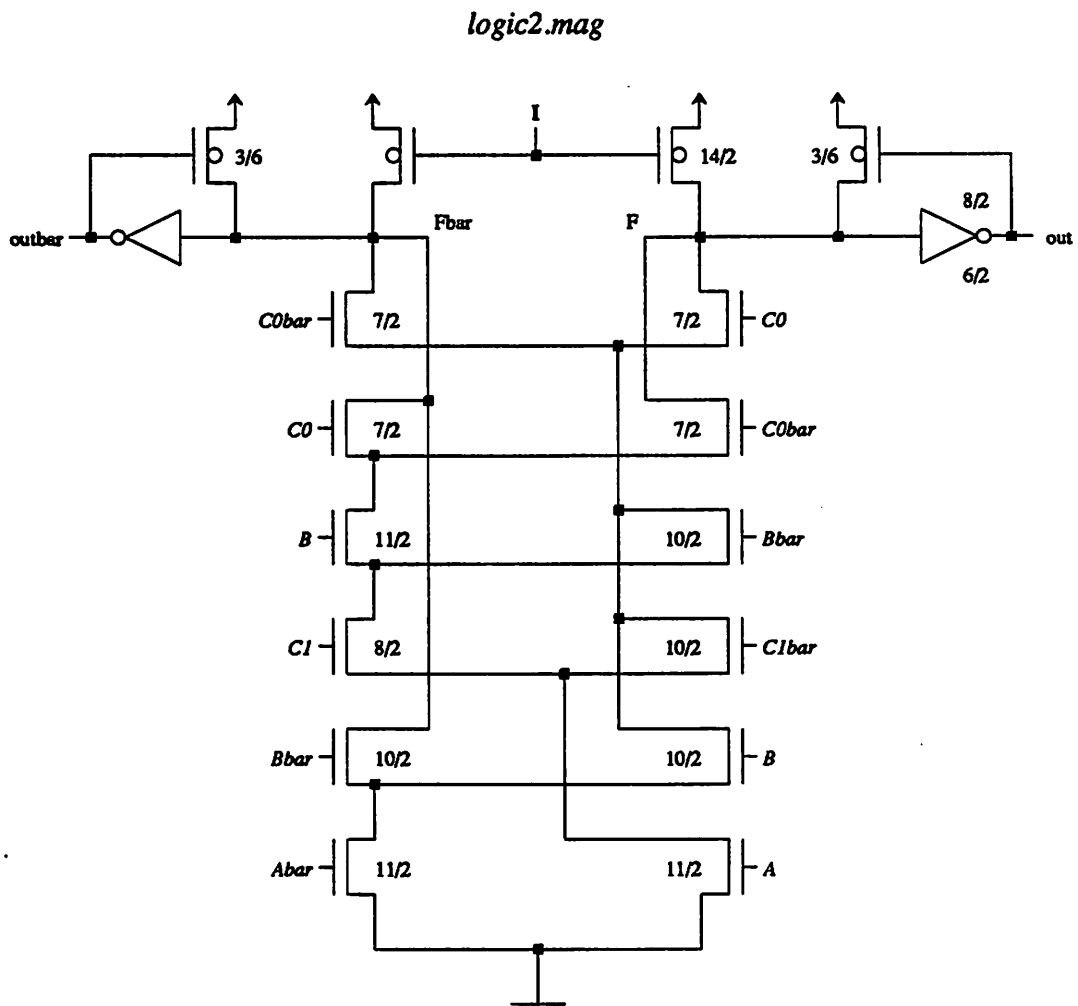 logic2.mag
I
3/6 14/2 3/6
8/2
Fbar F
outbar out
6/2
C0bar 7/2 7/2 C0
C0 7/2 7/2 C0bar
B 11/2 10/2 Bbar
C1 8/2 10/2 C1bar
Bbar 10/2 10/2 B
Abar 11/2 11/2 A